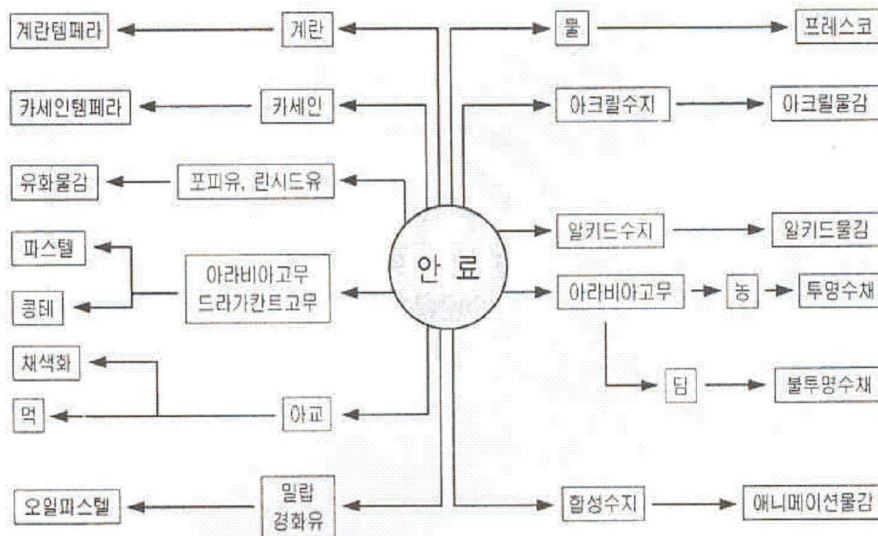 계란템페라
계란
물
프레스코
카세인템페라
카세인
아크릴수지
아크릴물감
유화물감
포피유, 린시드유
안 료
알키드수지
알키드물감
파스텔
아라비아고무
드라가칸트고무
아라비아고무
농
투명수채
콩테
채색화
담
불투명수채
먹
아교
오일파스텔
밀랍
경화유
합성수지
애니메이션물감